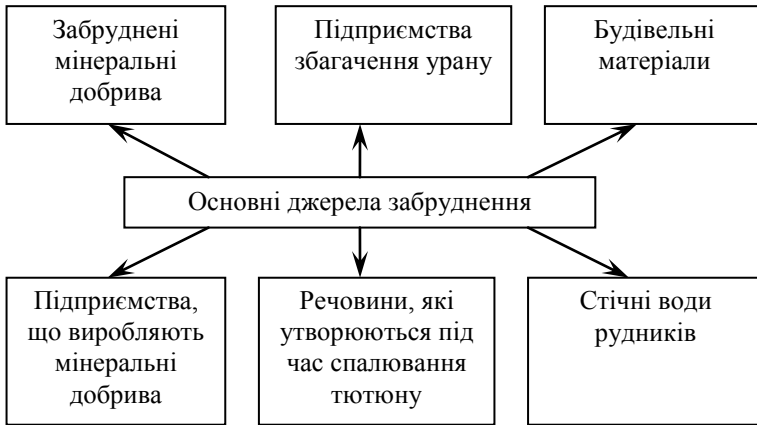 Забруднені
мінеральні
добрива
Підприємства
збагачення урану
Будівельні
матеріали
Основні джерела забруднення
Підприємства,
що виробляють
мінеральні
добрива
Речовини, які
утворюються під
час спалювання
тютюну
Стічні води
рудників